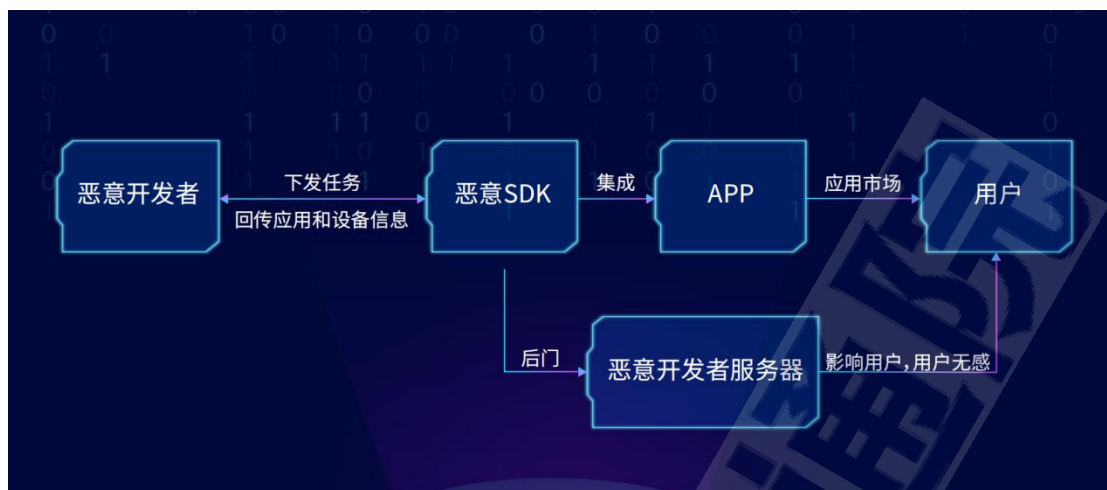 恶意开发者
下发任务
回传应用和设备信息
恶意SDK
集成
APP
应用市场
用户
后门
恶意开发者服务器
影响用户,用户无感